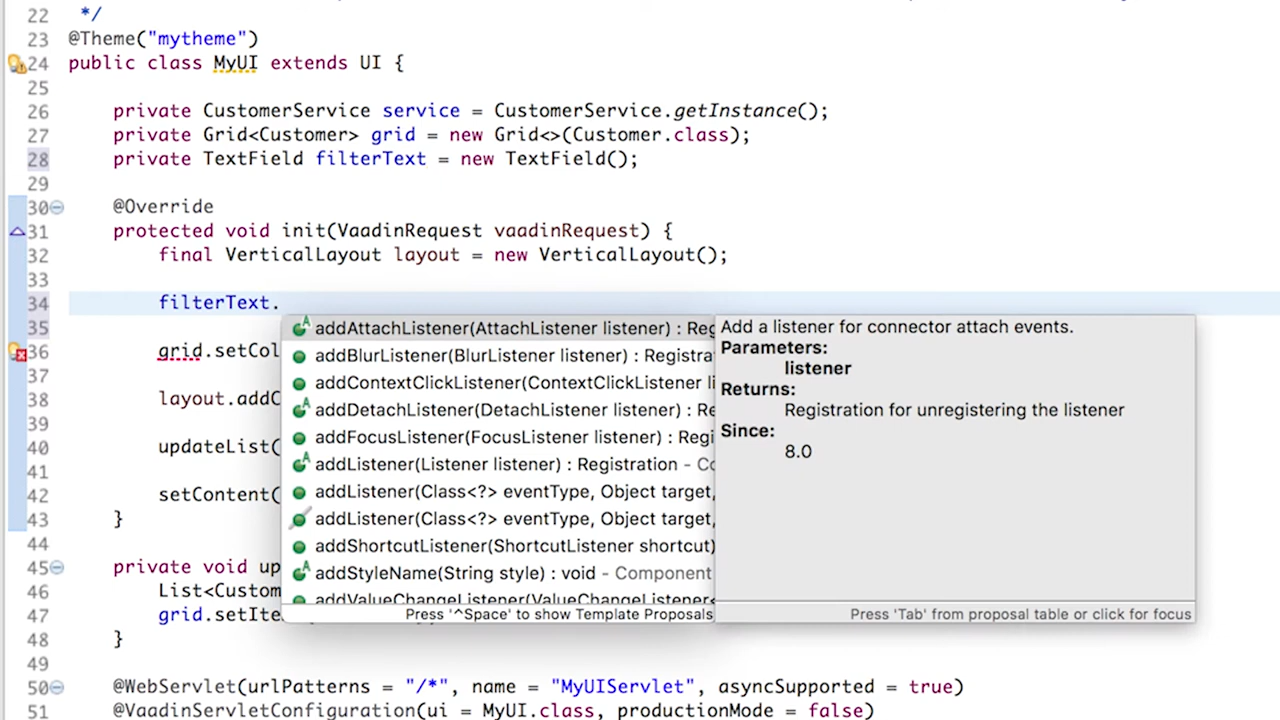 22 */
23 @Theme("mytheme")
24 public class MyUI extends UI {
25
26 private CustomerService service = CustomerService.getInstance();
27 private Grid<Customer> grid = new Grid<>(Customer.class);
28 private TextField filterText = new TextField();
29
30 @Override
31 protected void init(VaadinRequest vaadinRequest) {
32 final VerticalLayout layout = new VerticalLayout();
33
34 filterText.
35
36 grid.setCol
37
38 layout.addC
39
40 updateList(
41
42 setContent(
43 }
44
45 private void up
46 List<Custom
47 grid.setIte
48 }
49
50 @WebServlet(urlPatterns = "/*", name = "MyUIServlet", asyncSupported = true)
51 @VaadinServletConfiguration(ui = MyUI.class, productionMode = false)
addAttachListener(AttachListener listener) : Reg
addBlurListener(BlurListener listener) : Registra
addContextClickListener(ContextClickListener li
addDetachListener(DetachListener listener) : Re
addFocusListener(FocusListener listener) : Regi
addListener(Listener listener) : Registration - Co
addListener(Class<?> eventType, Object target,
addListener(Class<?> eventType, Object target,
addShortcutListener(ShortcutListener shortcut)
addStyleName(String style) : void - Component
addValueChangeListener(ValueChangeListener<
Press '^Space' to show Template Proposals
Add a listener for connector attach events.
Parameters:
listener
Returns:
Registration for unregistering the listener
Since:
8.0
Press 'Tab' from proposal table or click for focus